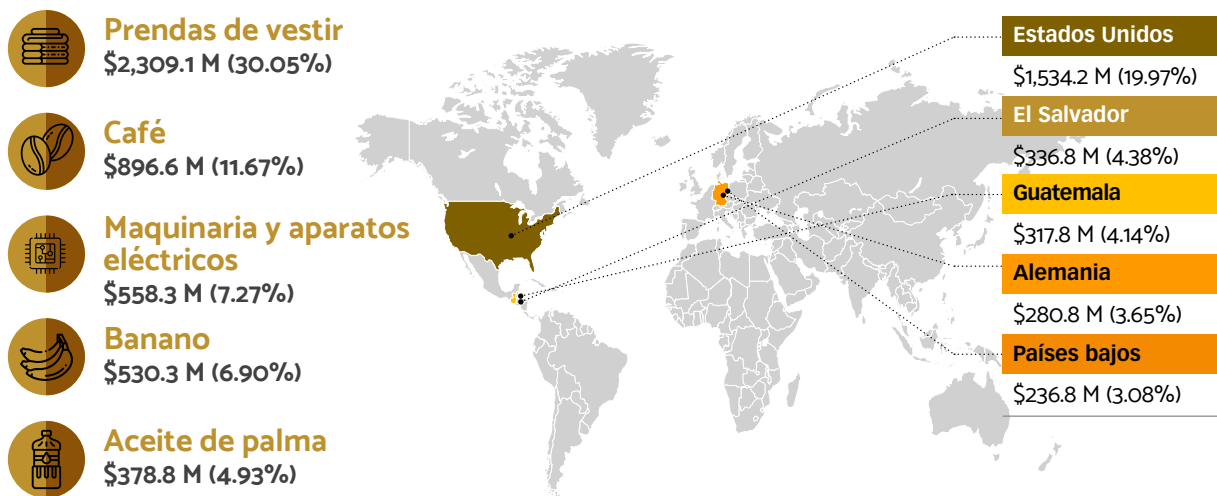 Prendas de vestir
$2,309.1 M (30.05%)
Café
$896.6 M (11.67%)
Maquinaria y aparatos
eléctricos
$558.3 M (7.27%)
Banano
$530.3 M (6.90%)
Aceite de palma
$378.8 M (4.93%)
Estados Unidos
$1,534.2 M (19.97%)
El Salvador
$336.8 M (4.38%)
Guatemala
$317.8 M (4.14%)
Alemania
$280.8 M (3.65%)
Países bajos
$236.8 M (3.08%)